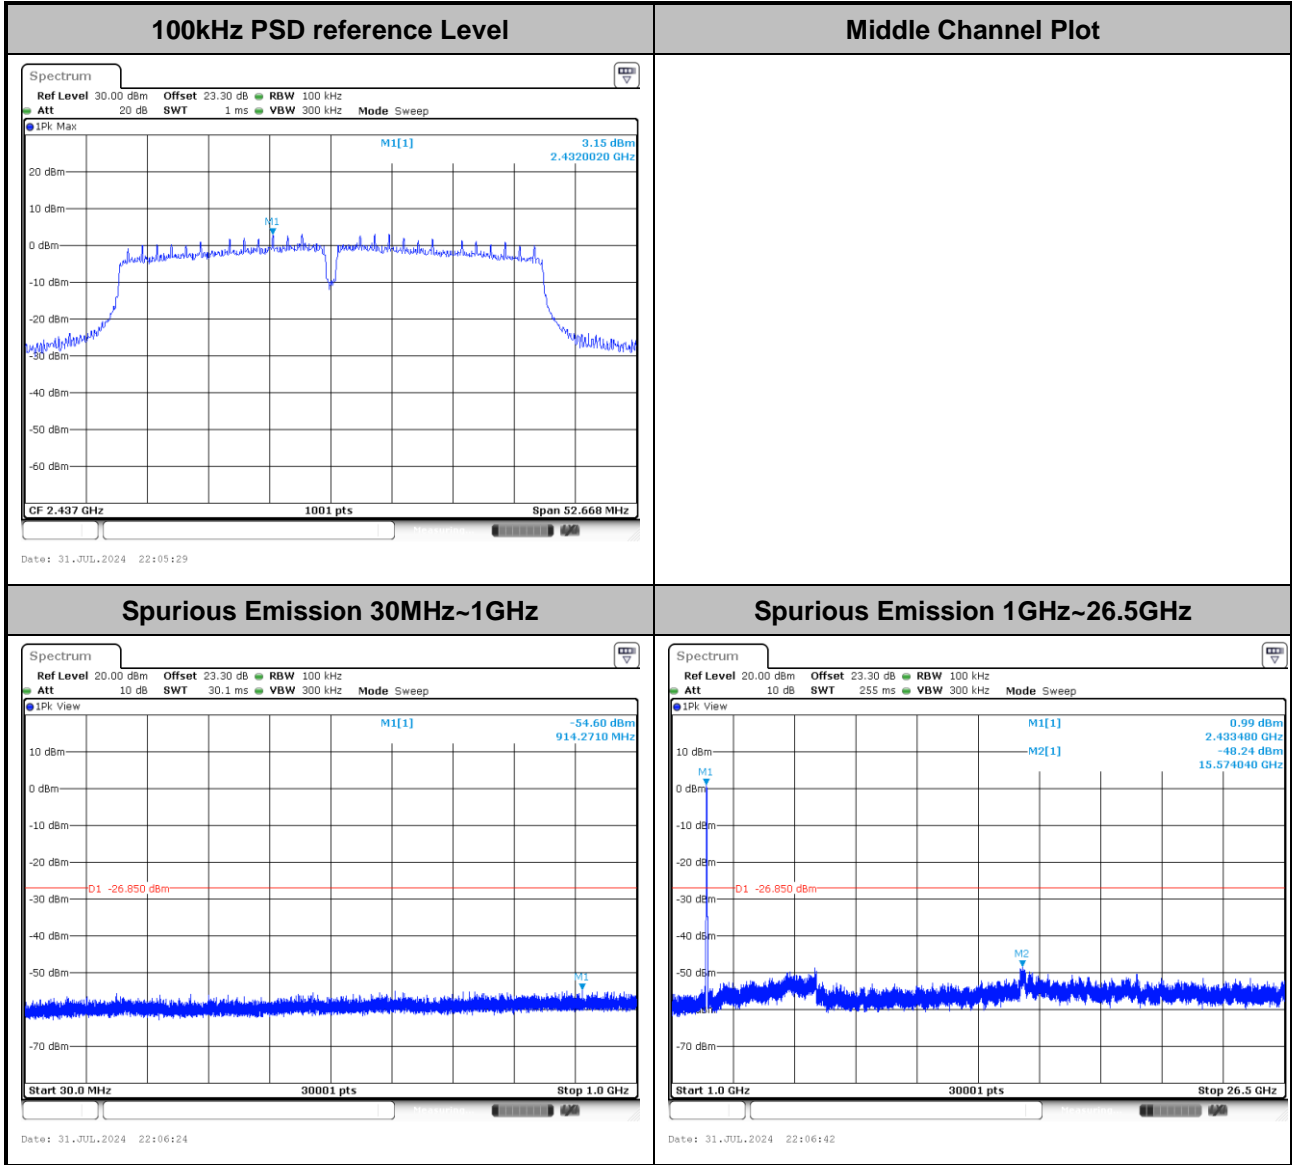 100kHz PSD reference Level
Middle Channel Plot
Spectrum
Ref Level 30.00 dBm Offset 23.30 dB RBW 100 kHz
Att 20 dB SWT 1 ms VBW 300 kHz Mode Sweep
1Pk Max
M1[1] 3.15 dBm
2.4320020 GHz
20 dBm
10 dBm
M1
0 dBm
-10 dBm
-20 dBm
-30 dBm
-40 dBm
-50 dBm
-60 dBm
CF 2.437 GHz 1001 pts Span 52.668 MHz
Date: 31.JUL.2024 22:05:29
Spurious Emission 30MHz~1GHz
Spurious Emission 1GHz~26.5GHz
Spectrum
Ref Level 20.00 dBm Offset 23.30 dB RBW 100 kHz
Att 10 dB SWT 30.1 ms VBW 300 kHz Mode Sweep
1Pk View
M1[1] -54.60 dBm
914.2710 MHz
10 dBm
0 dBm
-10 dBm
-20 dBm
D1 -26.850 dBm
-30 dBm
-40 dBm
-50 dBm
M1
-70 dBm
Start 30.0 MHz 30001 pts Stop 1.0 GHz
Date: 31.JUL.2024 22:06:24
Spectrum
Ref Level 20.00 dBm Offset 23.30 dB RBW 100 kHz
Att 10 dB SWT 255 ms VBW 300 kHz Mode Sweep
1Pk View
M1[1] 0.99 dBm
2.433480 GHz
10 dBm
M2[1] -48.24 dBm
15.574040 GHz
M1
0 dBm
-10 dBm
-20 dBm
D1 -26.850 dBm
-30 dBm
-40 dBm
M2
-50 dBm
-70 dBm
Start 1.0 GHz 30001 pts Stop 26.5 GHz
Date: 31.JUL.2024 22:06:42